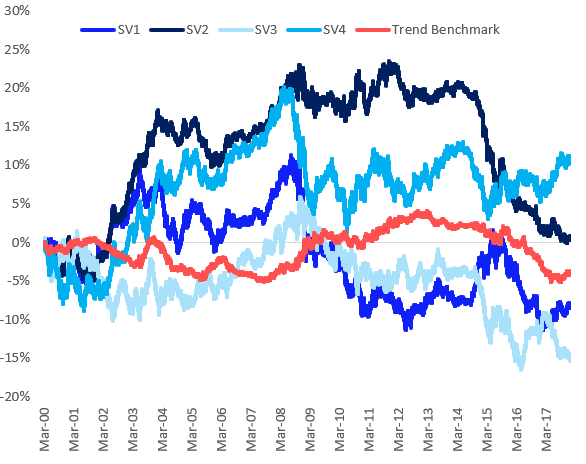 30%
SV1 SV2 SV3 SV4 Trend Benchmark
25%
20%
15%
10%
5%
0%
-5%
-10%
-15%
-20%
Mar-00
Mar-01
Mar-02
Mar-03
Mar-04
Mar-05
Mar-06
Mar-07
Mar-08
Mar-09
Mar-10
Mar-11
Mar-12
Mar-13
Mar-14
Mar-15
Mar-16
Mar-17